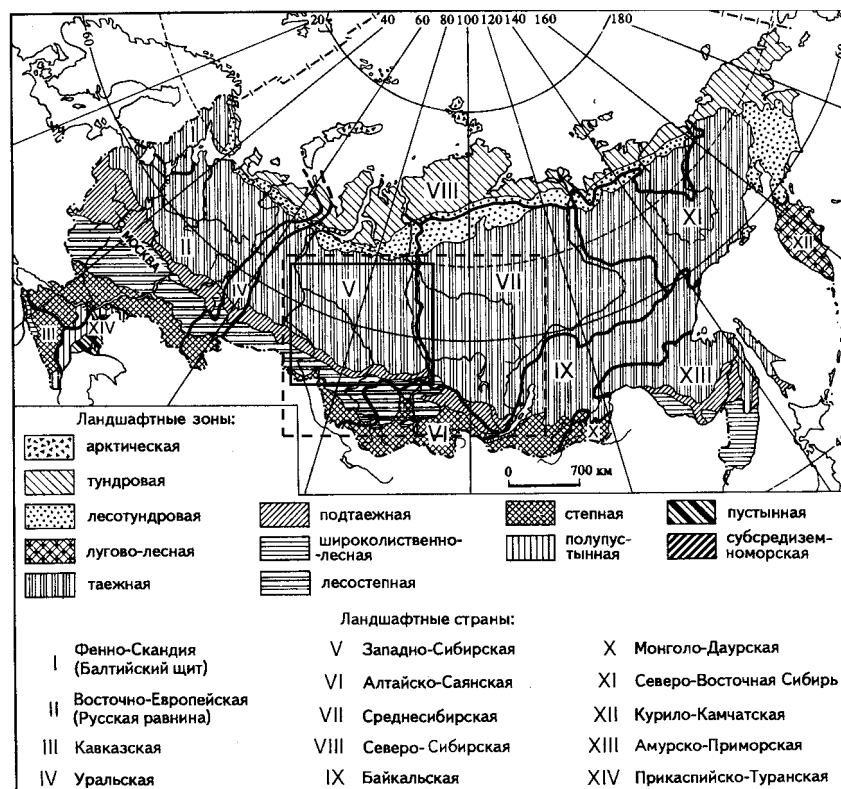 60
20
40
60
80
100
120
140
160
180
VIII
XI
II
МОСКВА
IV
V
VII
XII
III
XIV
IX
XIII
VI
X
0 700 км
Ландшафтные зоны:
арктическая
тундровая
лесотундровая
лугово-лесная
таежная
подтаежная
широколиственно-
-лесная
лесостепная
степная
полупус-
тынная
пустынная
субсредизем-
номорская
Ландшафтные страны:
I Фенно-Скандия
(Балтийский щит)
II Восточно-Европейская
(Русская равнина)
III Кавказская
IV Уральская
V Западно-Сибирская
VI Алтайско-Саянская
VII Среднесибирская
VIII Северо-Сибирская
IX Байкальская
X Монголо-Даурская
XI Северо-Восточная Сибирь
XII Курило-Камчатская
XIII Амурско-Приморская
XIV Прикаспийско-Туранская